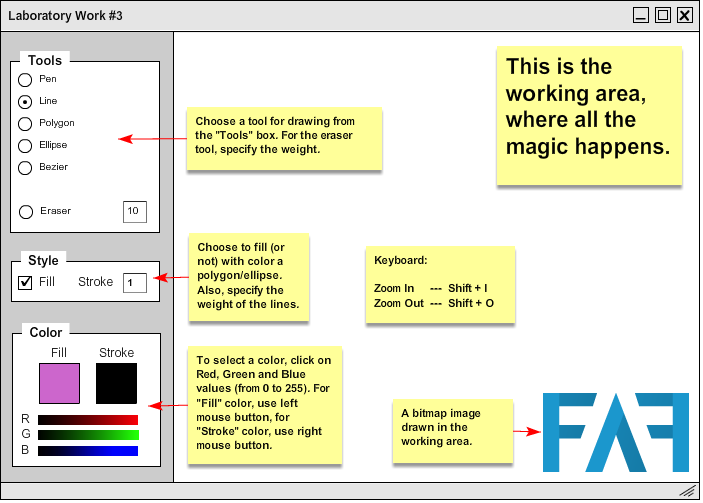 Laboratory Work #3
Tools
Pen
Line
Polygon
Ellipse
Bezier
Eraser 10
Style
Fill Stroke 1
Color
Fill Stroke
R
G
B
Choose a tool for drawing from
the "Tools" box. For the eraser
tool, specify the weight.
Choose to fill (or
not) with color a
polygon/ellipse.
Also, specify the
weight of the lines.
To select a color, click on
Red, Green and Blue
values (from 0 to 255). For
"Fill" color, use left
mouse button, for
"Stroke" color, use right
mouse button.
This is the
working area,
where all the
magic happens.
Keyboard:
Zoom In --- Shift + I
Zoom Out --- Shift + O
A bitmap image
drawn in the
working area.
FAF